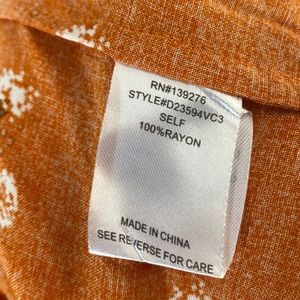 RN#139276
STYLE#D23594VC3
SELF
100%RAYON
MADE IN CHINA
SEE REVERSE FOR CARE